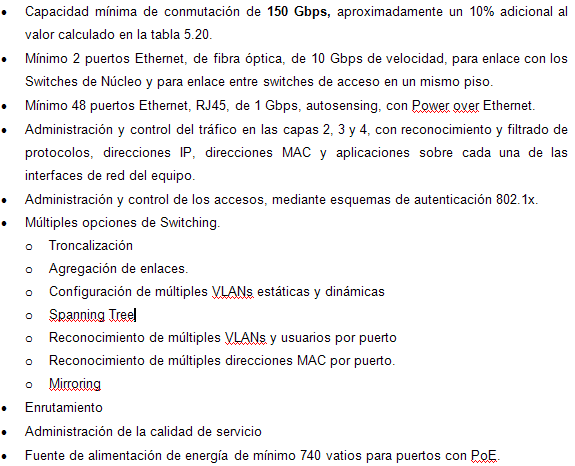 • Capacidad mínima de conmutación de 150 Gbps, aproximadamente un 10% adicional al
valor calculado en la tabla 5.20.
• Mínimo 2 puertos Ethernet, de fibra óptica, de 10 Gbps de velocidad, para enlace con los
Switches de Núcleo y para enlace entre switches de acceso en un mismo piso.
• Mínimo 48 puertos Ethernet, RJ45, de 1 Gbps, autosensing, con Power over Ethernet.
• Administración y control del tráfico en las capas 2, 3 y 4, con reconocimiento y filtrado de
protocolos, direcciones IP, direcciones MAC y aplicaciones sobre cada una de las
interfaces de red del equipo.
• Administración y control de los accesos, mediante esquemas de autenticación 802.1x.
• Múltiples opciones de Switching.
o Troncalización
o Agregación de enlaces.
o Configuración de múltiples VLANs estáticas y dinámicas
o Spanning Tree
o Reconocimiento de múltiples VLANs y usuarios por puerto
o Reconocimiento de múltiples direcciones MAC por puerto.
o Mirroring
• Enrutamiento
• Administración de la calidad de servicio
• Fuente de alimentación de energía de mínimo 740 vatios para puertos con PoE.